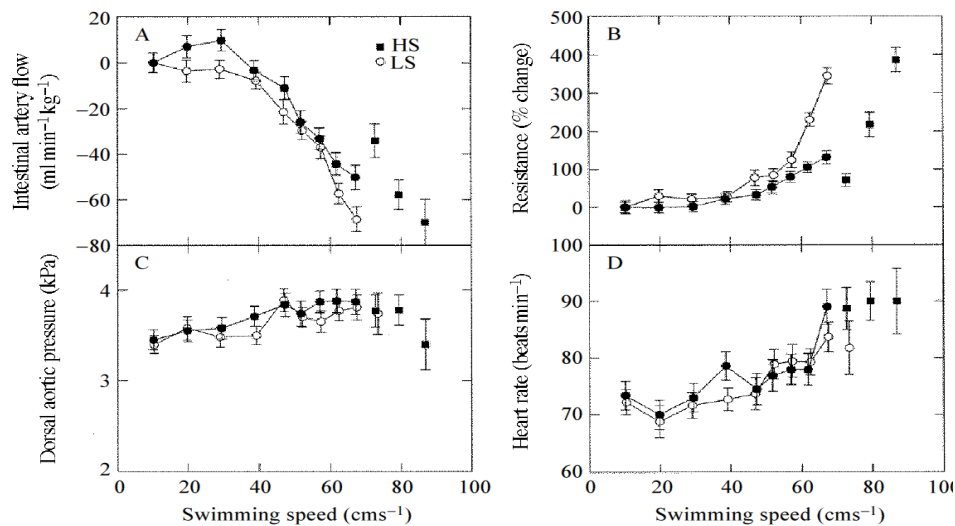 A
HS
LS
Intestinal artery flow
(ml min⁻¹ kg⁻¹)
20
0
−20
−40
−60
−80
B
Resistance (% change)
500
400
300
200
100
0
100
C
Dorsal aortic pressure (kPa)
4
3
2
0 20 40 60 80 100
Swimming speed (cms⁻¹)
D
Heart rate (beats min⁻¹)
90
80
70
60
0 20 40 60 80 100
Swimming speed (cms⁻¹)